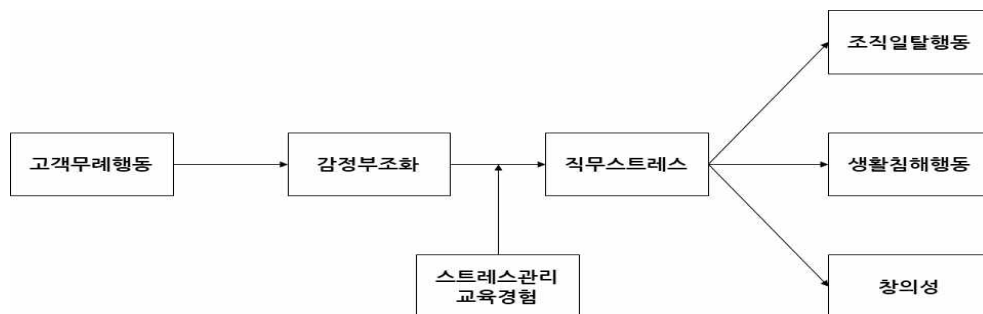 조직일탈행동
고객무례행동
감정부조화
직무스트레스
생활침해행동
스트레스관리
교육경험
창의성